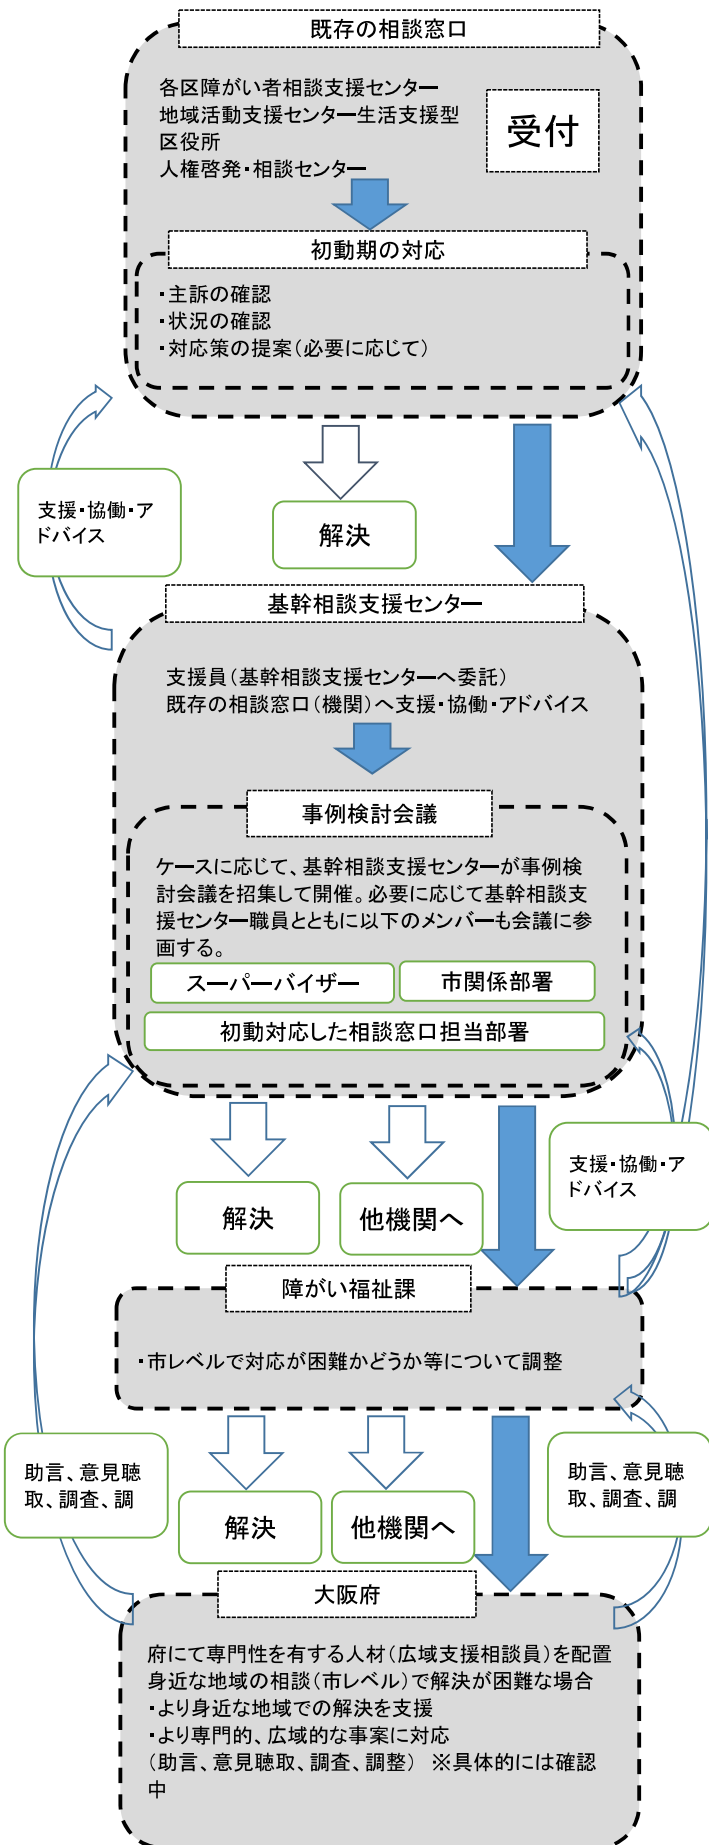 既存の相談窓口
各区障がい者相談支援センター
地域活動支援センター生活支援型
区役所
人権啓発・相談センター
受付
初動期の対応
・主訴の確認
・状況の確認
・対応策の提案（必要に応じて）
支援・協働・ア
ドバイス
解決
基幹相談支援センター
支援員（基幹相談支援センターへ委託）
既存の相談窓口（機関）へ支援・協働・アドバイス
事例検討会議
ケースに応じて、基幹相談支援センターが事例検
討会議を招集して開催。必要に応じて基幹相談支
援センター職員とともに以下のメンバーも会議に参
画する。
スーパーバイザー
市関係部署
初動対応した相談窓口担当部署
支援・協働・ア
ドバイス
解決
他機関へ
障がい福祉課
・市レベルで対応が困難かどうか等について調整
助言、意見聴
取、調査、調
助言、意見聴
取、調査、調
解決
他機関へ
大阪府
府にて専門性を有する人材（広域支援相談員）を配置
身近な地域の相談（市レベル）で解決が困難な場合
・より身近な地域での解決を支援
・より専門的、広域的な事案に対応
（助言、意見聴取、調査、調整）　※具体的には確認
中